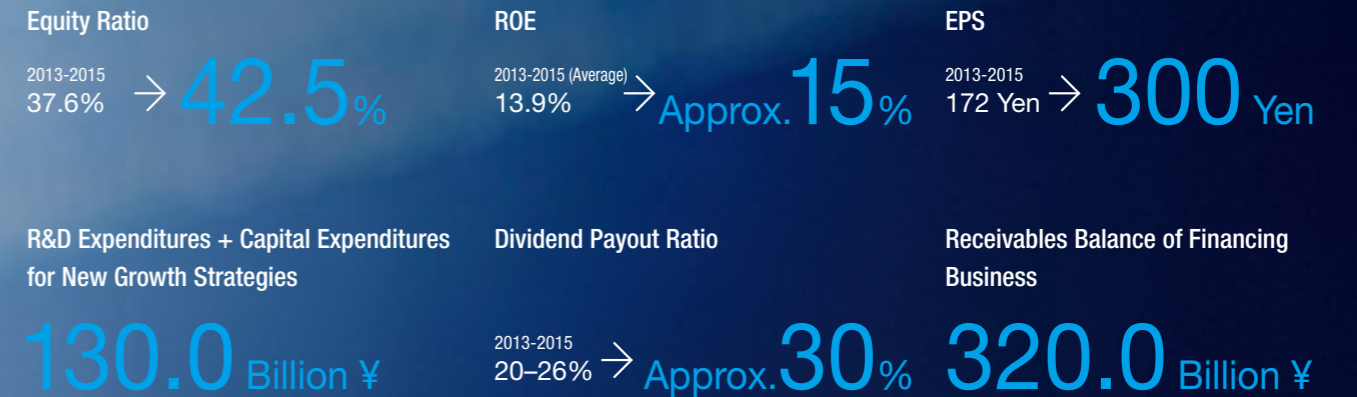 Equity Ratio
2013-2015
37.6% → 42.5%
ROE
2013-2015 (Average)
13.9% → Approx.15%
EPS
2013-2015
172 Yen → 300 Yen
R&D Expenditures + Capital Expenditures
for New Growth Strategies
130.0 Billion ¥
Dividend Payout Ratio
2013-2015
20–26% → Approx.30%
Receivables Balance of Financing
Business
320.0 Billion ¥